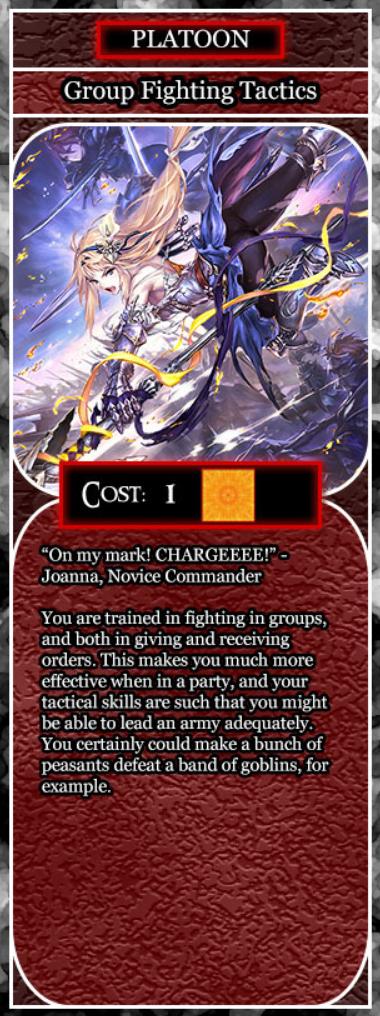 PLATOON
Group Fighting Tactics
COST: 1
“On my mark! CHARGEEEE!” -
Joanna, Novice Commander
You are trained in fighting in groups,
and both in giving and receiving
orders. This makes you much more
effective when in a party, and your
tactical skills are such that you might
be able to lead an army adequately.
You certainly could make a bunch of
peasants defeat a band of goblins, for
example.